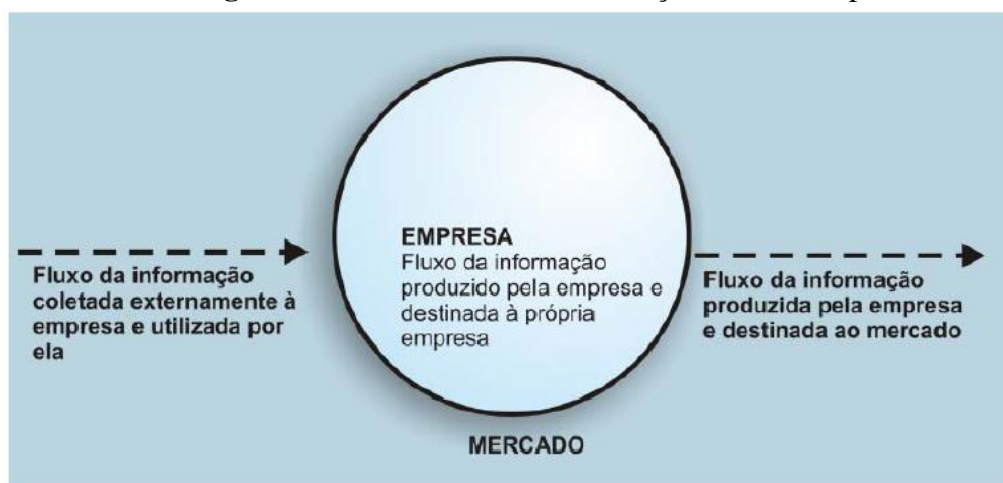 EMPRESA
Fluxo da informação
produzido pela empresa e
destinada à própria
empresa
Fluxo da informação
coletada externamente à
empresa e utilizada por
ela
Fluxo da informação
produzida pela empresa
e destinada ao mercado
MERCADO